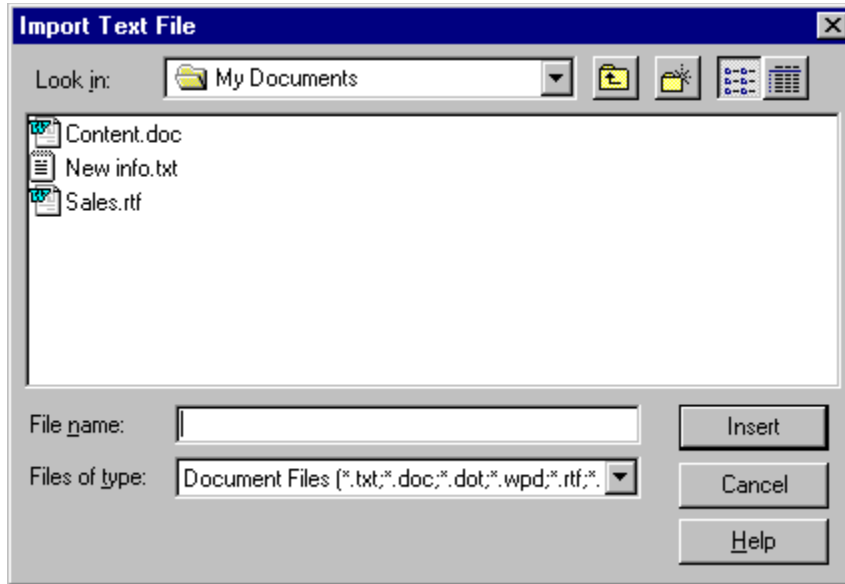 Import Text File
Look in: My Documents
Content.doc
New info.txt
Sales.rtf
File name: Insert
Files of type: Document Files (*.txt;*.doc;*.dot;*.wpd;*.rtf;*. Cancel
Help